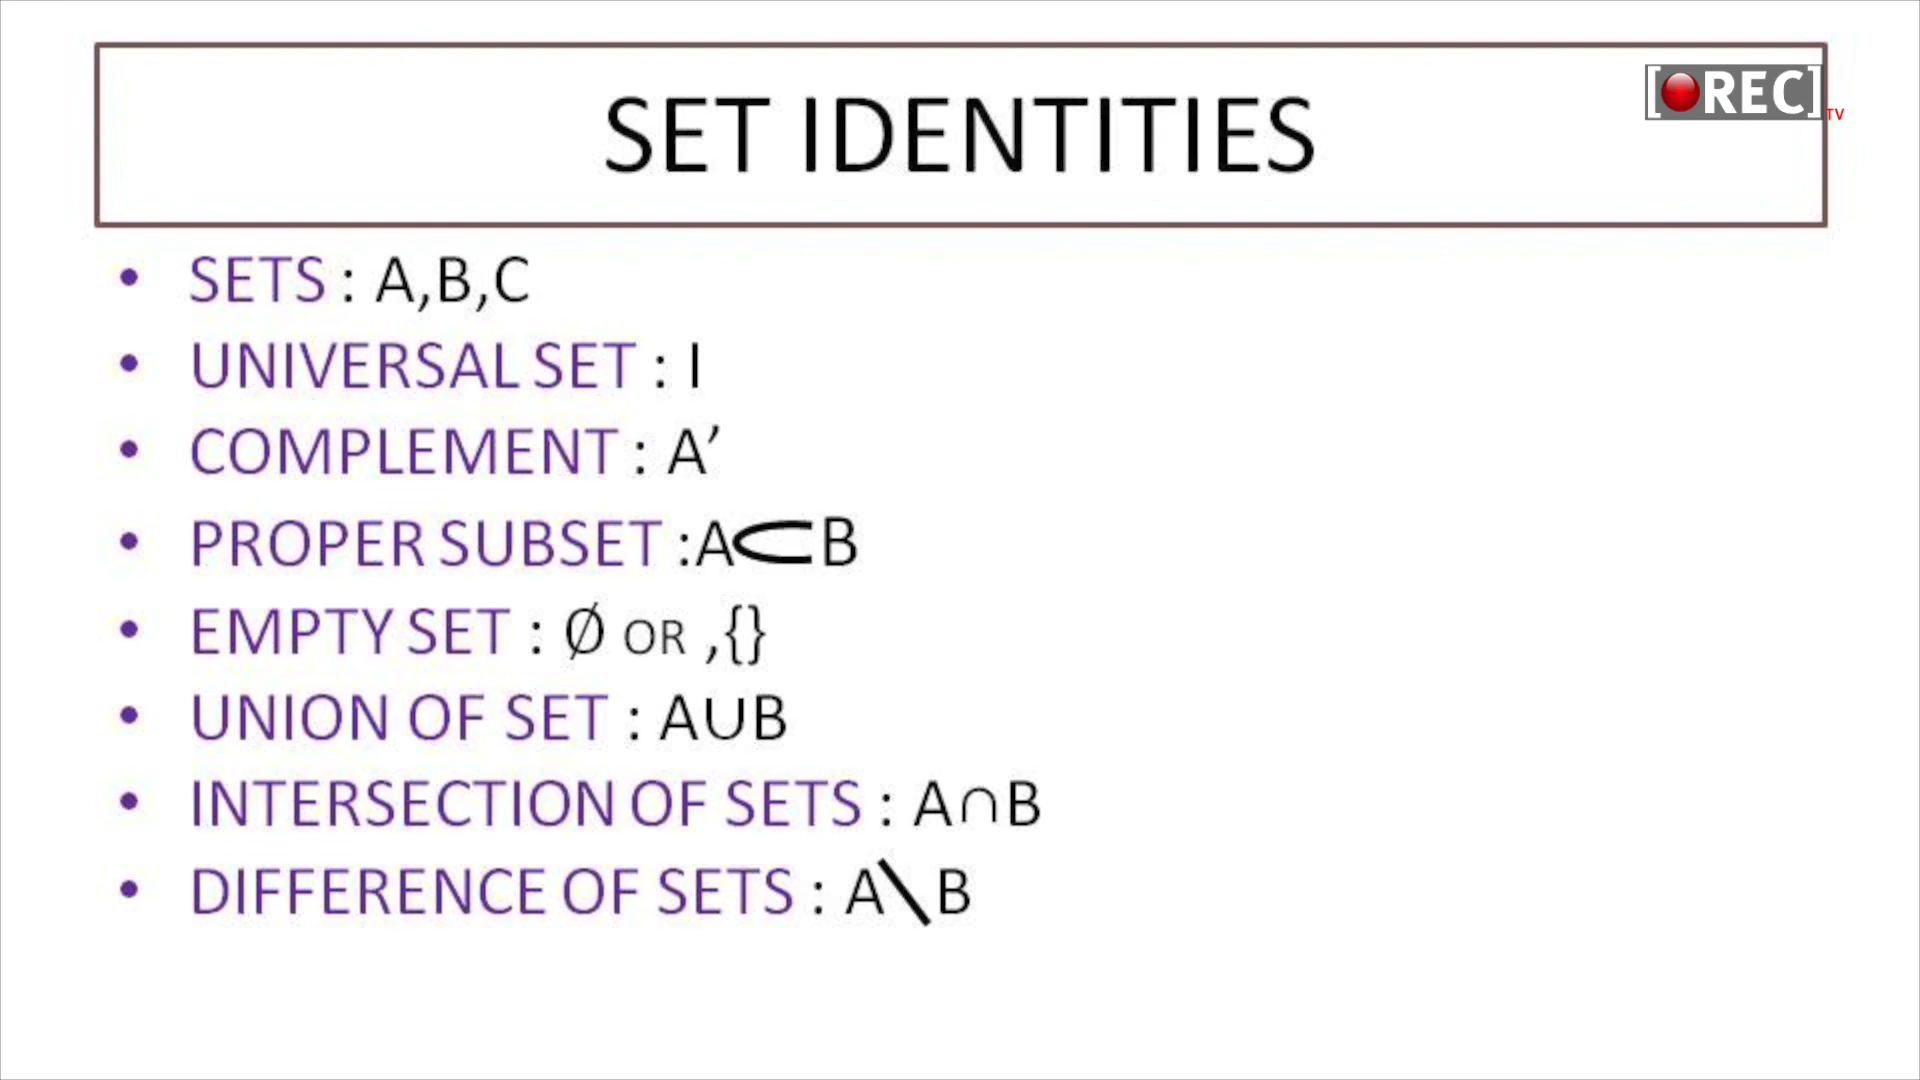 [REC]
TV
SET IDENTITIES
• SETS : A,B,C
• UNIVERSAL SET : I
• COMPLEMENT : A’
• PROPER SUBSET :A⊂B
• EMPTY SET : Ø OR ,{}
• UNION OF SET : A∪B
• INTERSECTION OF SETS : A∩B
• DIFFERENCE OF SETS : A\B